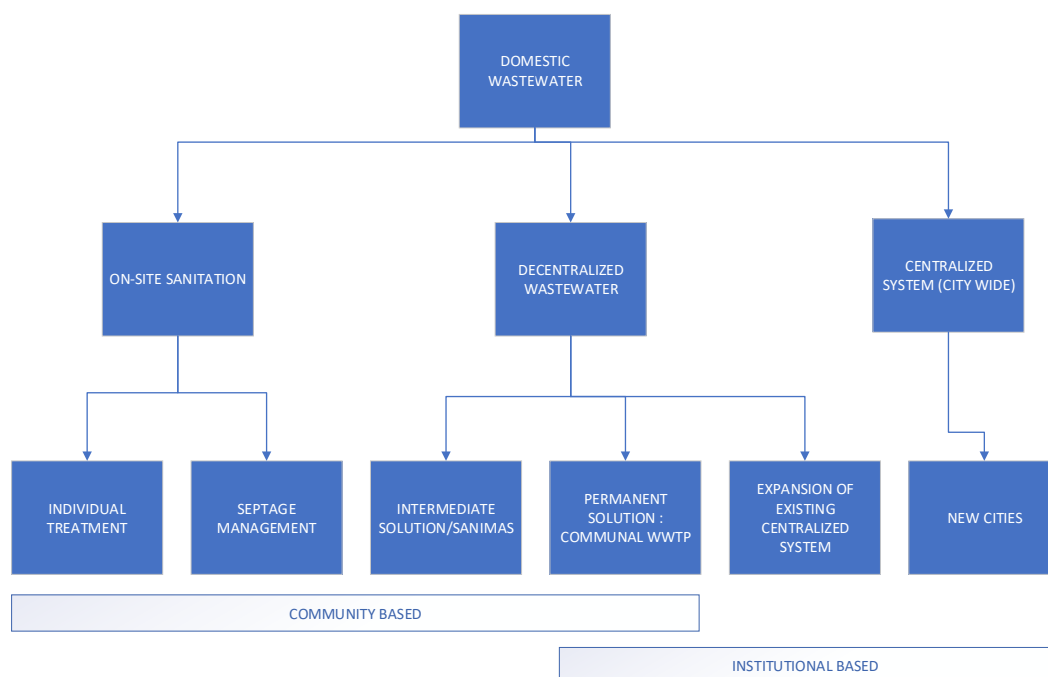 DOMESTIC
WASTEWATER
ON-SITE SANITATION
DECENTRALIZED
WASTEWATER
CENTRALIZED
SYSTEM (CITY WIDE)
INDIVIDUAL
TREATMENT
SEPTAGE
MANAGEMENT
INTERMEDIATE
SOLUTION/SANIMAS
PERMANENT
SOLUTION :
COMMUNAL WWTP
EXPANSION OF
EXISTING
CENTRALIZED
SYSTEM
NEW CITIES
COMMUNITY BASED
INSTITUTIONAL BASED